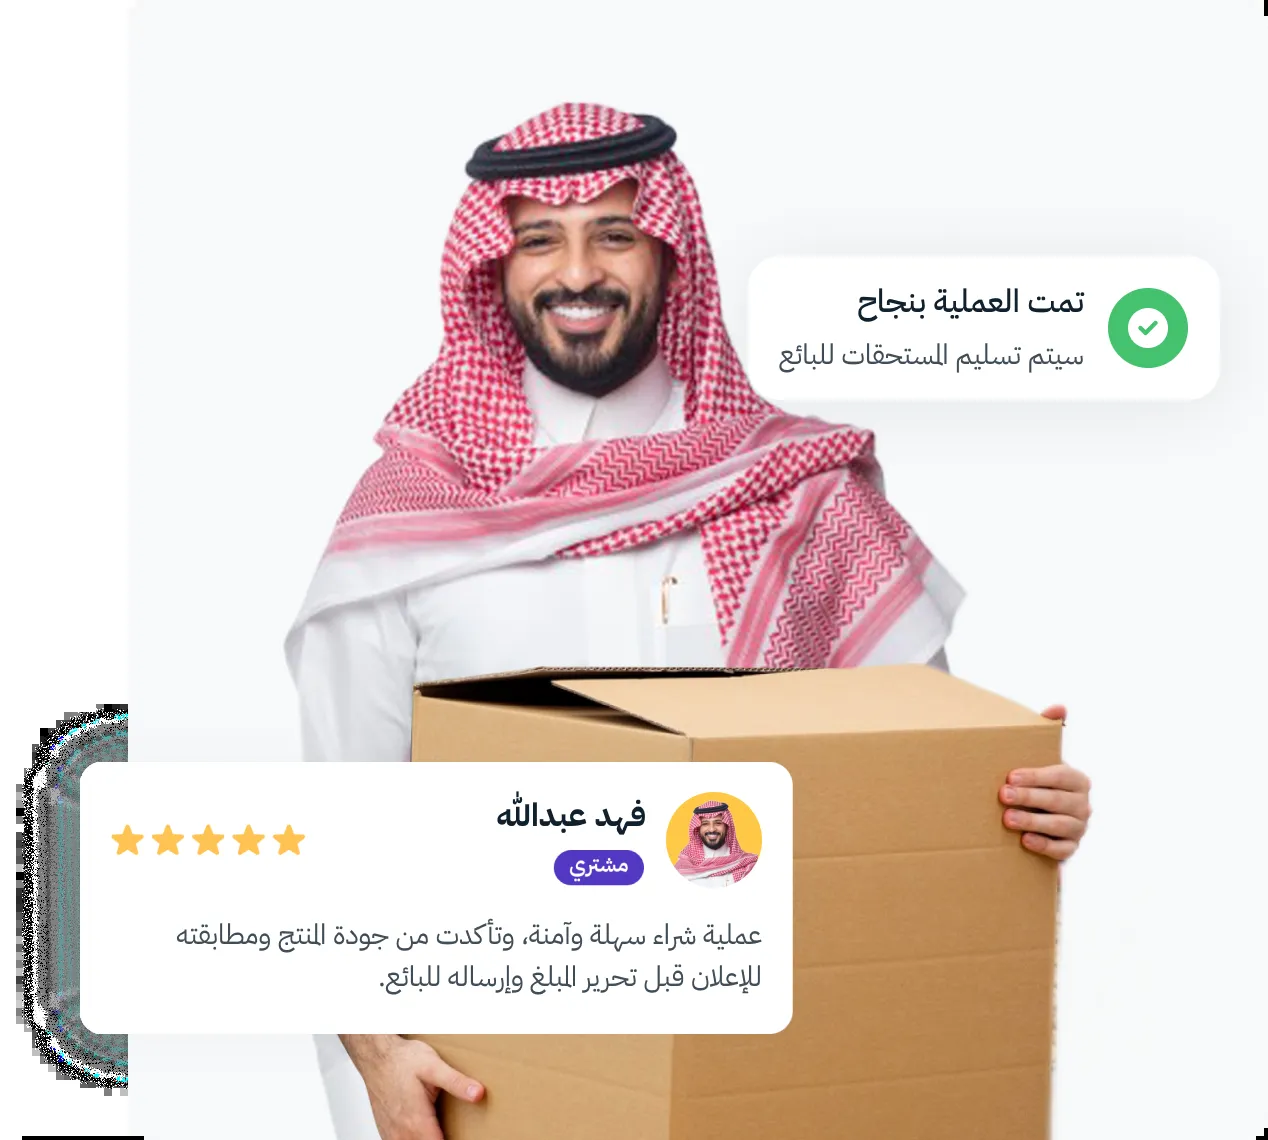 تمت العملية بنجاح
سيتم تسليم المستحقات للبائع
فهد عبدالله
مشتري
عملية شراء سهلة وآمنة، وتأكدت من جودة المنتج ومطابقته
للإعلان قبل تحرير المبلغ وإرساله للبائع.